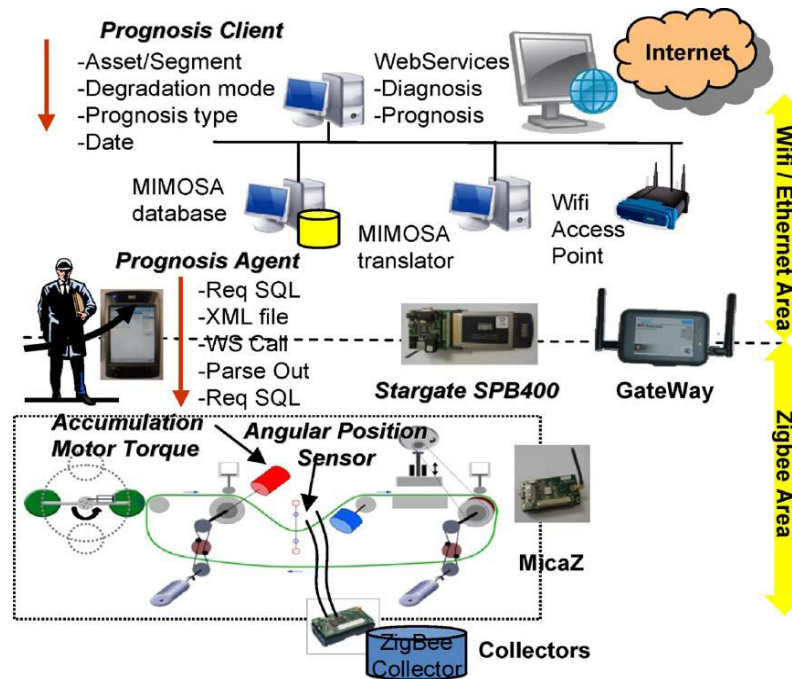 Prognosis Client
-Asset/Segment
-Degradation mode
-Prognosis type
-Date
WebServices
-Diagnosis
-Prognosis
Internet
Wifi / Ethernet Area
MIMOSA
database
MIMOSA
translator
Wifi
Access
Point
Prognosis Agent
-Req SQL
-XML file
-WS Call
-Parse Out
-Req SQL
Stargate SPB400
GateWay
Zigbee Area
Accumulation
Motor Torque
Angular Position
Sensor
MicaZ
ZigBee
Collector
Collectors